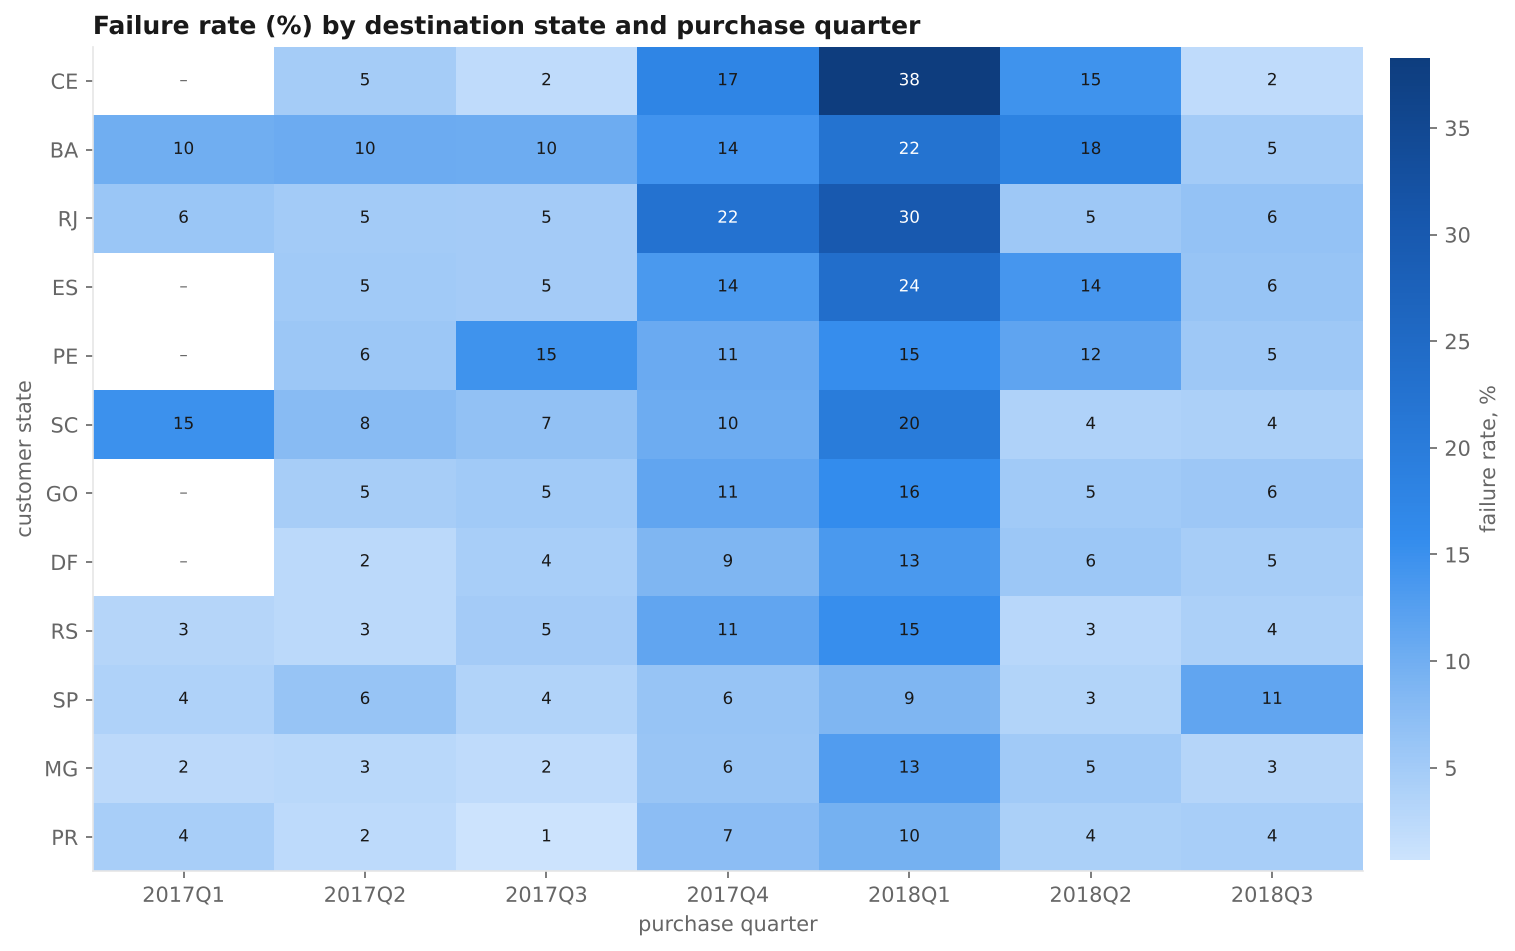 Failure rate (%) by destination state and purchase quarter
CE – 5 2 17 38 15 2
BA 10 10 10 14 22 18 5
RJ 6 5 5 22 30 5 6
ES – 5 5 14 24 14 6
PE – 6 15 11 15 12 5
SC 15 8 7 10 20 4 4
GO – 5 5 11 16 5 6
DF – 2 4 9 13 6 5
RS 3 3 5 11 15 3 4
SP 4 6 4 6 9 3 11
MG 2 3 2 6 13 5 3
PR 4 2 1 7 10 4 4
2017Q1 2017Q2 2017Q3 2017Q4 2018Q1 2018Q2 2018Q3
purchase quarter
customer state
35
30
25
20
15
10
5
failure rate, %